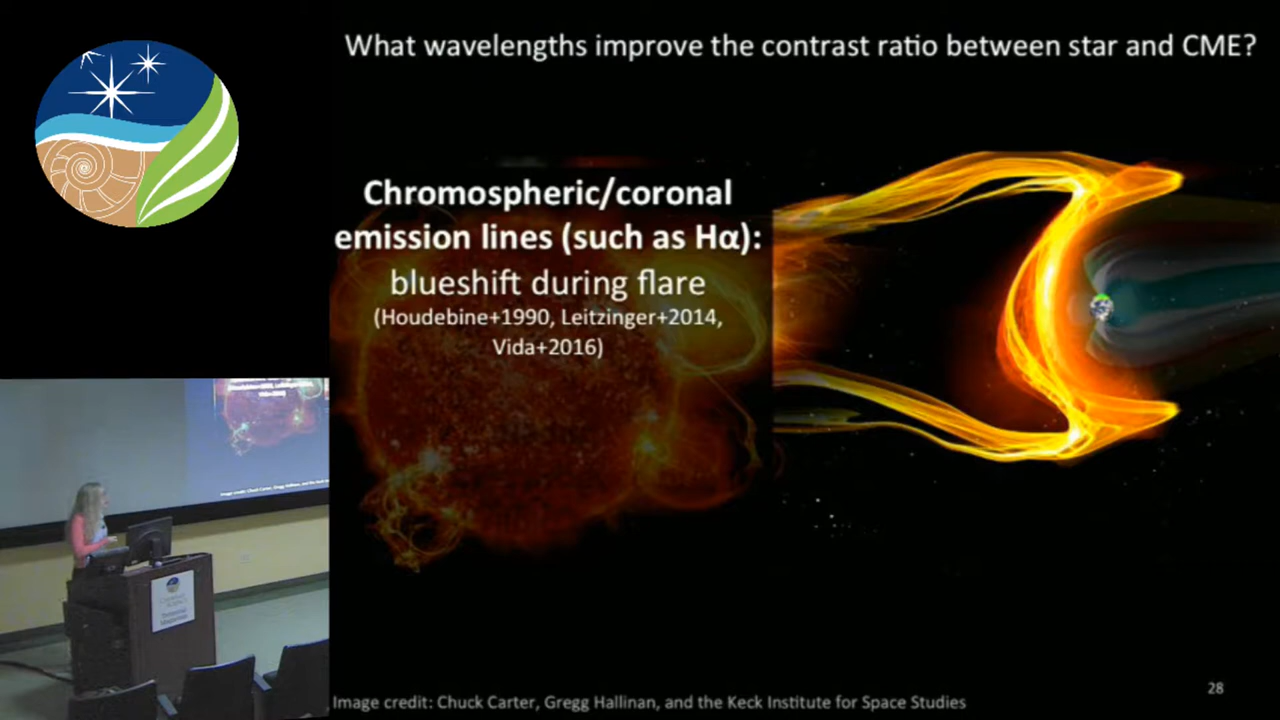 What wavelengths improve the contrast ratio between star and CME?
Chromospheric/coronal
emission lines (such as Hα):
blueshift during flare
(Houdebine+1990, Leitzinger+2014,
Vida+2016)
Image credit: Chuck Carter, Gregg Hallinan, and the Keck Institute for Space Studies
28